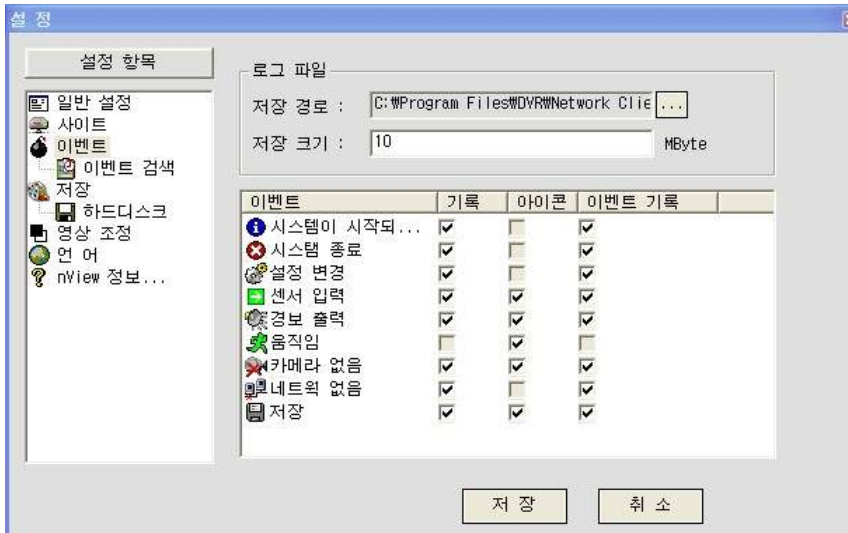 설 정
설정 항목
일반 설정
사이트
이벤트
이벤트 검색
저장
하드디스크
영상 조정
언 어
nView 정보...
로그 파일
저장 경로 : C:₩Program Files₩DVR₩Network Clie ...
저장 크기 : 10 MByte
이벤트 기록 아이콘 이벤트 기록
시스템이 시작되...
시스탬 종료
설정 변경
센서 입력
경보 출력
움직임
카메라 없음
네트웍 없음
저장
저 장 취 소